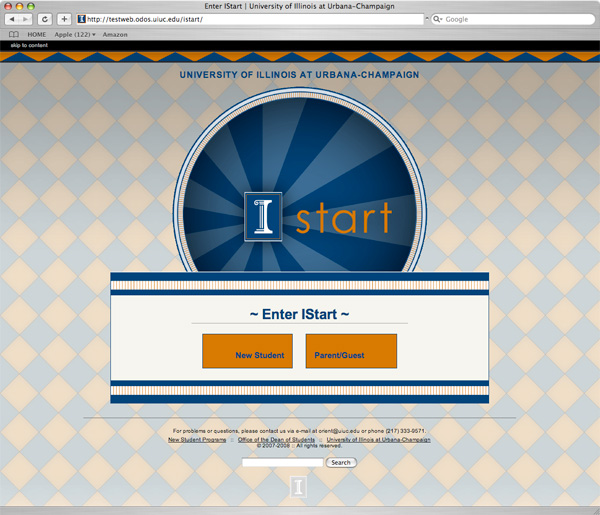 Enter IStart | University of Illinois at Urbana-Champaign
http://testweb.odos.uiuc.edu/istart/
Google
HOME Apple (122) Amazon
skip to content
UNIVERSITY OF ILLINOIS AT URBANA-CHAMPAIGN
I start
~ Enter IStart ~
New Student Parent/Guest
For problems or questions, please contact us via e-mail at orient@uiuc.edu or phone (217) 333-9571.
New Student Programs :: Office of the Dean of Students :: University of Illinois at Urbana-Champaign
© 2007-2008 :: All rights reserved.
Search
I